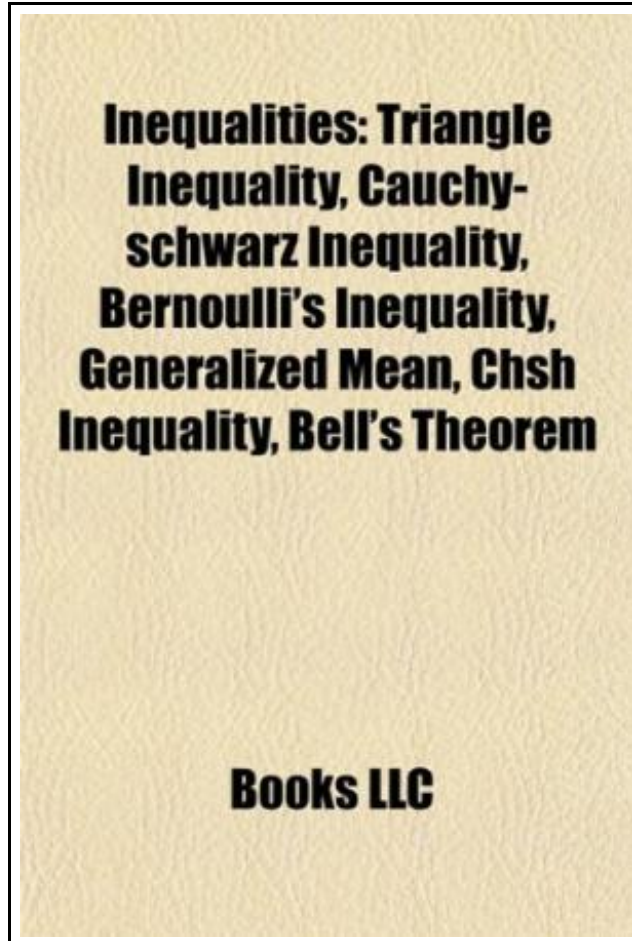 Inequalities: Triangle
Inequality, Cauchy-
schwarz Inequality,
Bernoulli's Inequality,
Generalized Mean, Chsh
Inequality, Bell's Theorem
Books LLC